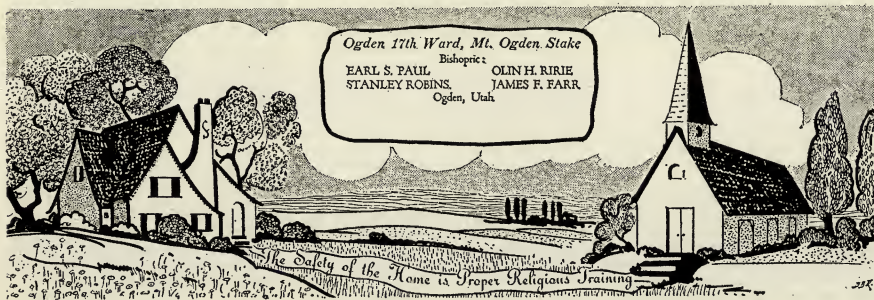 Ogden 17th Ward, Mt. Ogden Stake
Bishopric:
EARL S. PAUL OLIN H. RIRIE
STANLEY ROBINS. JAMES F. FARR
Ogden, Utah
The Safety of the Home is Proper Religious Training